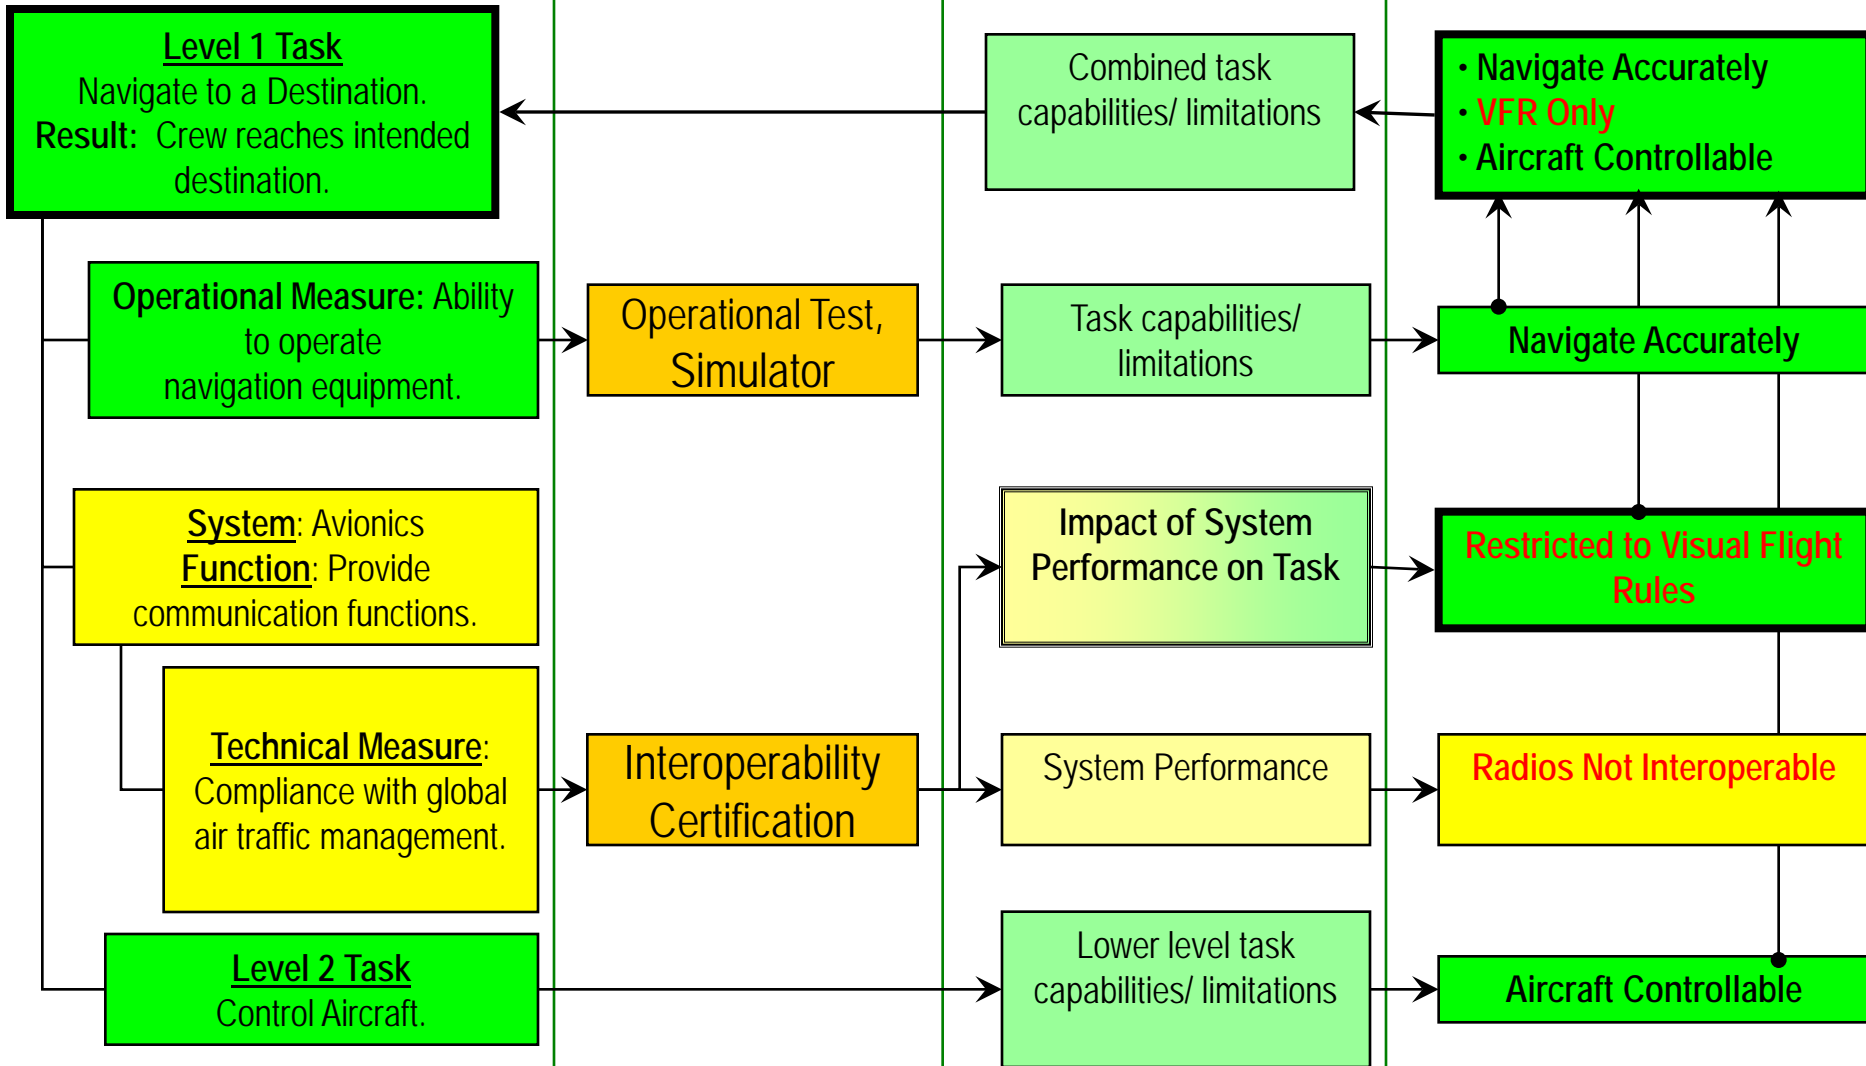 Level 1 Task
Navigate to a Destination.
Result: Crew reaches intended
destination.
Combined task
capabilities/ limitations
• Navigate Accurately
• VFR Only
• Aircraft Controllable
Operational Measure: Ability
to operate
navigation equipment.
Operational Test,
Simulator
Task capabilities/
limitations
Navigate Accurately
System: Avionics
Function: Provide
communication functions.
Impact of System
Performance on Task
Restricted to Visual Flight
Rules
Technical Measure:
Compliance with global
air traffic management.
Interoperability
Certification
System Performance
Radios Not Interoperable
Level 2 Task
Control Aircraft.
Lower level task
capabilities/ limitations
Aircraft Controllable